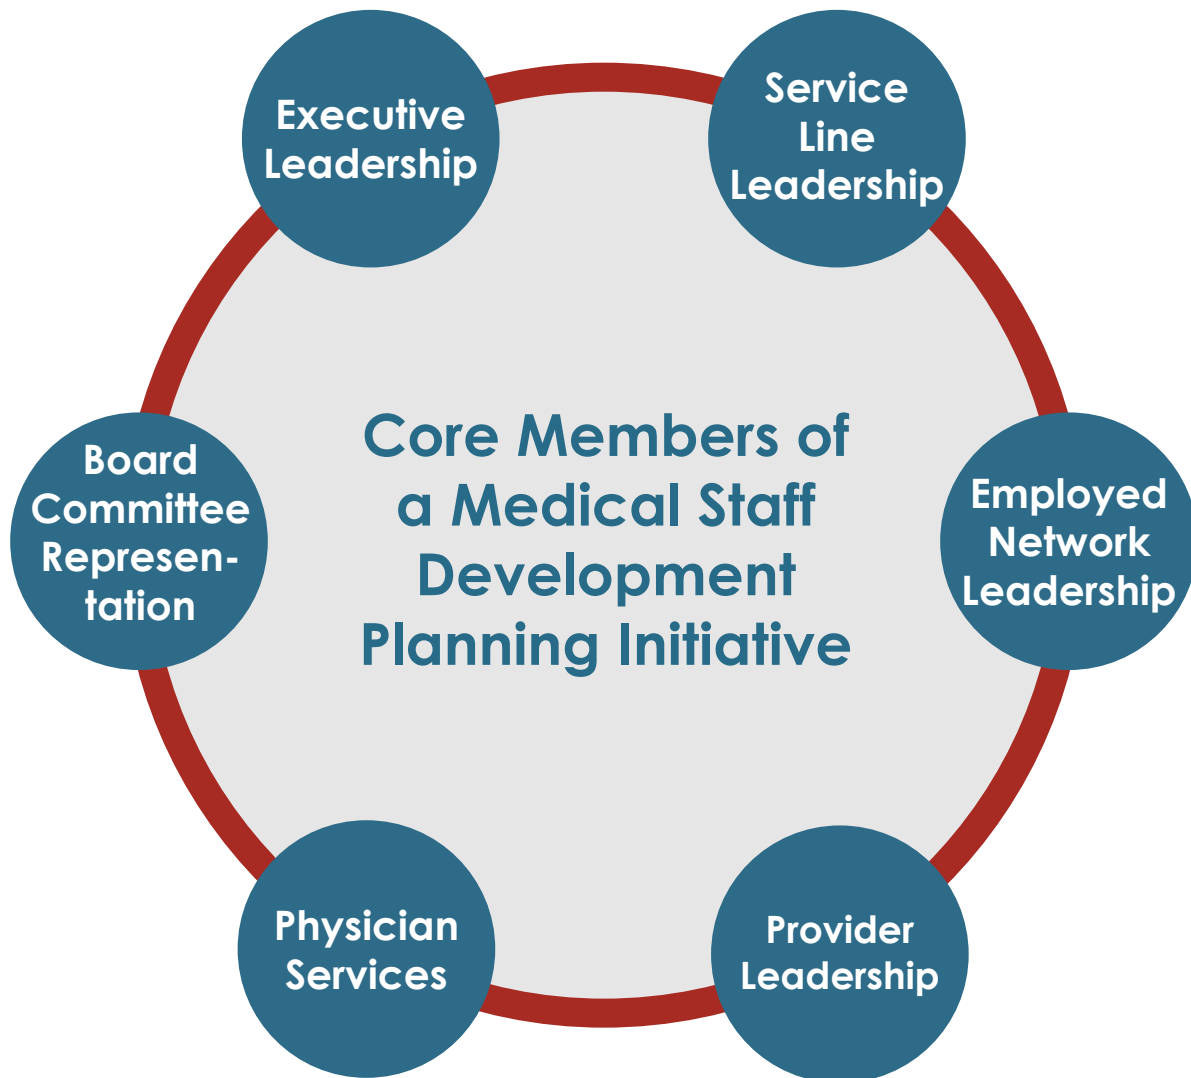 Executive
Leadership
Service
Line
Leadership
Board
Committee
Represen-
tation
Core Members of
a Medical Staff
Development
Planning Initiative
Employed
Network
Leadership
Physician
Services
Provider
Leadership